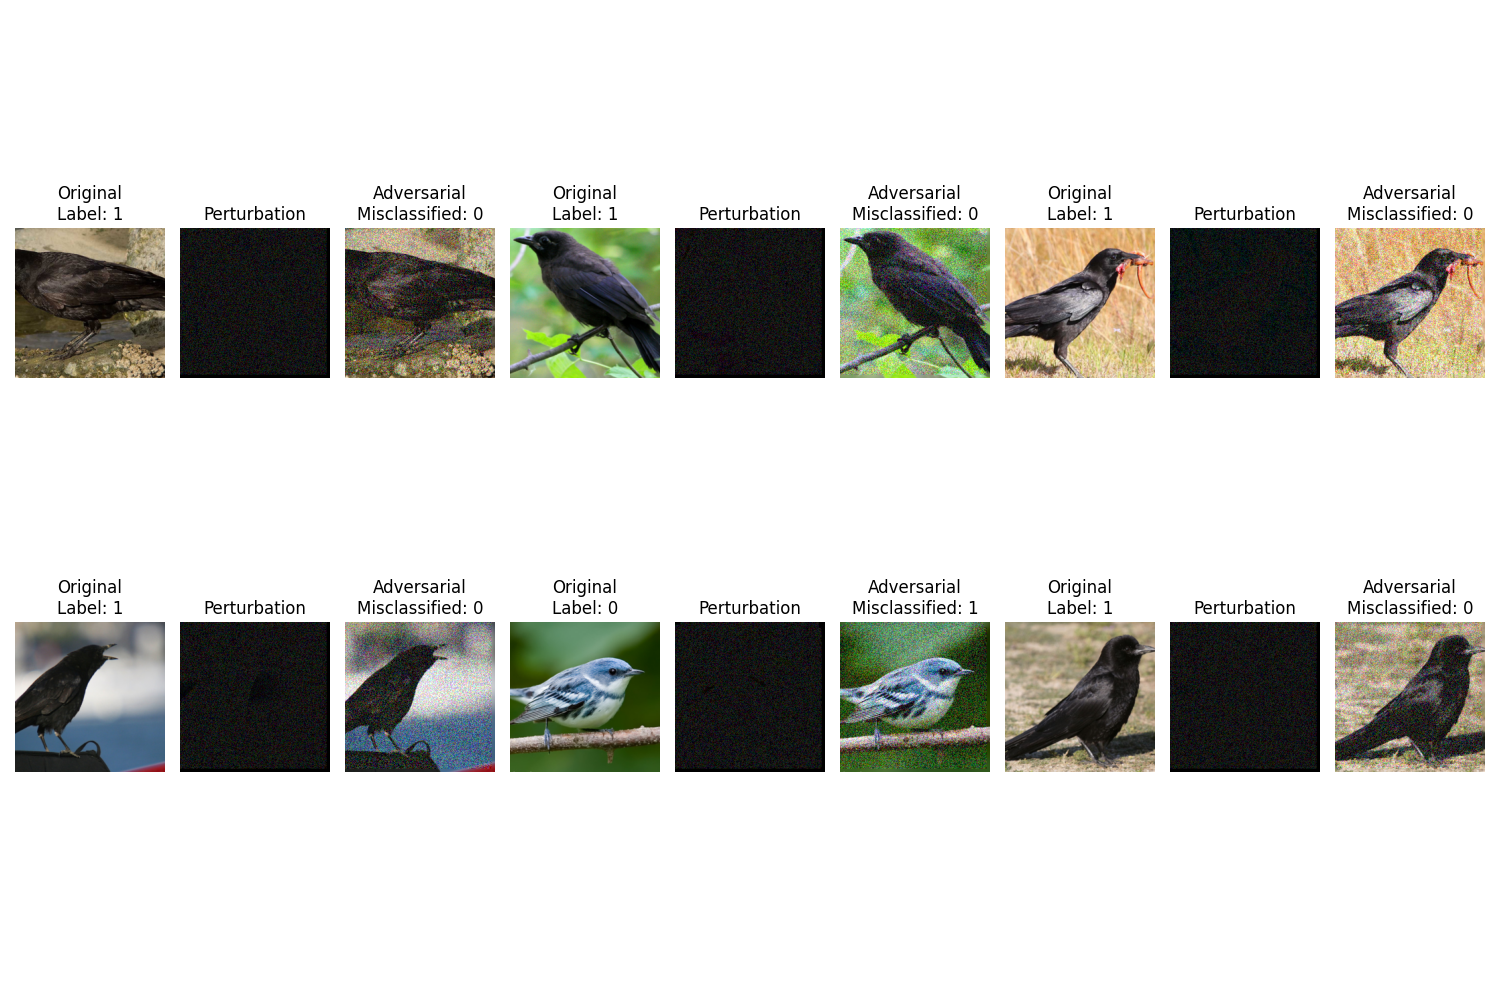 Original
Label: 1
Perturbation
Adversarial
Misclassified: 0
Original
Label: 1
Perturbation
Adversarial
Misclassified: 0
Original
Label: 1
Perturbation
Adversarial
Misclassified: 0
Original
Label: 1
Perturbation
Adversarial
Misclassified: 0
Original
Label: 0
Perturbation
Adversarial
Misclassified: 1
Original
Label: 1
Perturbation
Adversarial
Misclassified: 0